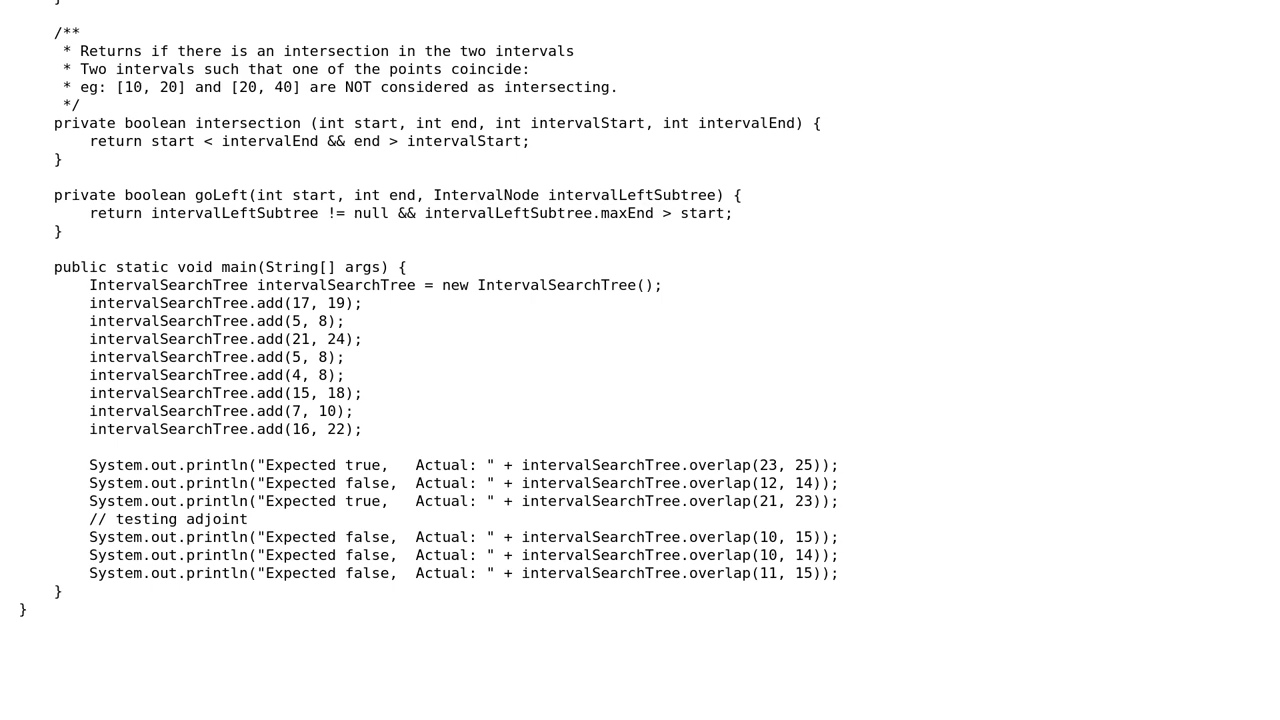 }
/**
 * Returns if there is an intersection in the two intervals
 * Two intervals such that one of the points coincide:
 * eg: [10, 20] and [20, 40] are NOT considered as intersecting.
 */
private boolean intersection (int start, int end, int intervalStart, int intervalEnd) {
    return start < intervalEnd && end > intervalStart;
}
private boolean goLeft(int start, int end, IntervalNode intervalLeftSubtree) {
    return intervalLeftSubtree != null && intervalLeftSubtree.maxEnd > start;
}
public static void main(String[] args) {
    IntervalSearchTree intervalSearchTree = new IntervalSearchTree();
    intervalSearchTree.add(17, 19);
    intervalSearchTree.add(5, 8);
    intervalSearchTree.add(21, 24);
    intervalSearchTree.add(5, 8);
    intervalSearchTree.add(4, 8);
    intervalSearchTree.add(15, 18);
    intervalSearchTree.add(7, 10);
    intervalSearchTree.add(16, 22);
    System.out.println("Expected true,   Actual: " + intervalSearchTree.overlap(23, 25));
    System.out.println("Expected false,  Actual: " + intervalSearchTree.overlap(12, 14));
    System.out.println("Expected true,   Actual: " + intervalSearchTree.overlap(21, 23));
    // testing adjoint
    System.out.println("Expected false,  Actual: " + intervalSearchTree.overlap(10, 15));
    System.out.println("Expected false,  Actual: " + intervalSearchTree.overlap(10, 14));
    System.out.println("Expected false,  Actual: " + intervalSearchTree.overlap(11, 15));
}
}